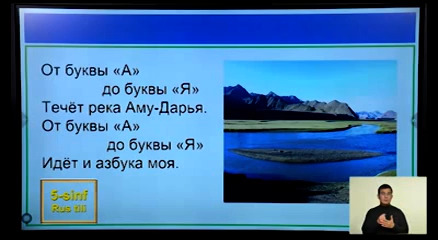 От буквы «А»
до буквы «Я»
Течёт река Аму-Дарья.
От буквы «А»
до буквы «Я»
Идёт и азбука моя.
5-sinf
Rus tili